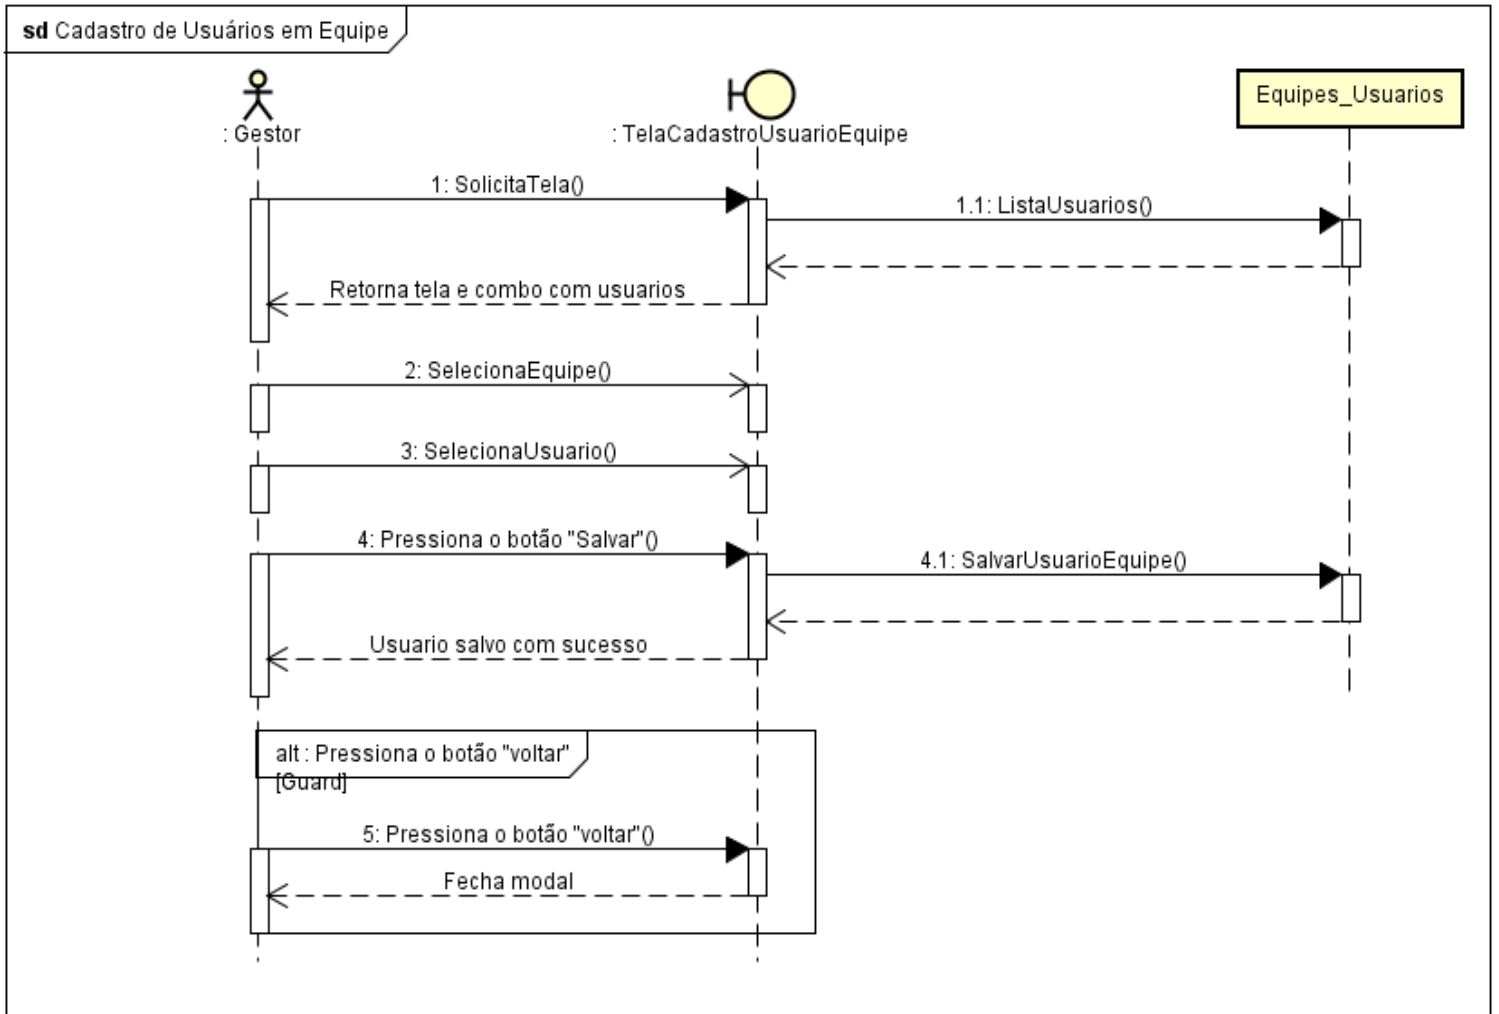 sd Cadastro de Usuários em Equipe
: Gestor
: TelaCadastroUsuarioEquipe
Equipes_Usuarios
1: SolicitaTela()
1.1: ListaUsuarios()
Retorna tela e combo com usuarios
2: SelecionaEquipe()
3: SelecionaUsuario()
4: Pressiona o botão "Salvar"()
4.1: SalvarUsuarioEquipe()
Usuario salvo com sucesso
alt : Pressiona o botão "voltar"
[Guard]
5: Pressiona o botão "voltar"()
Fecha modal